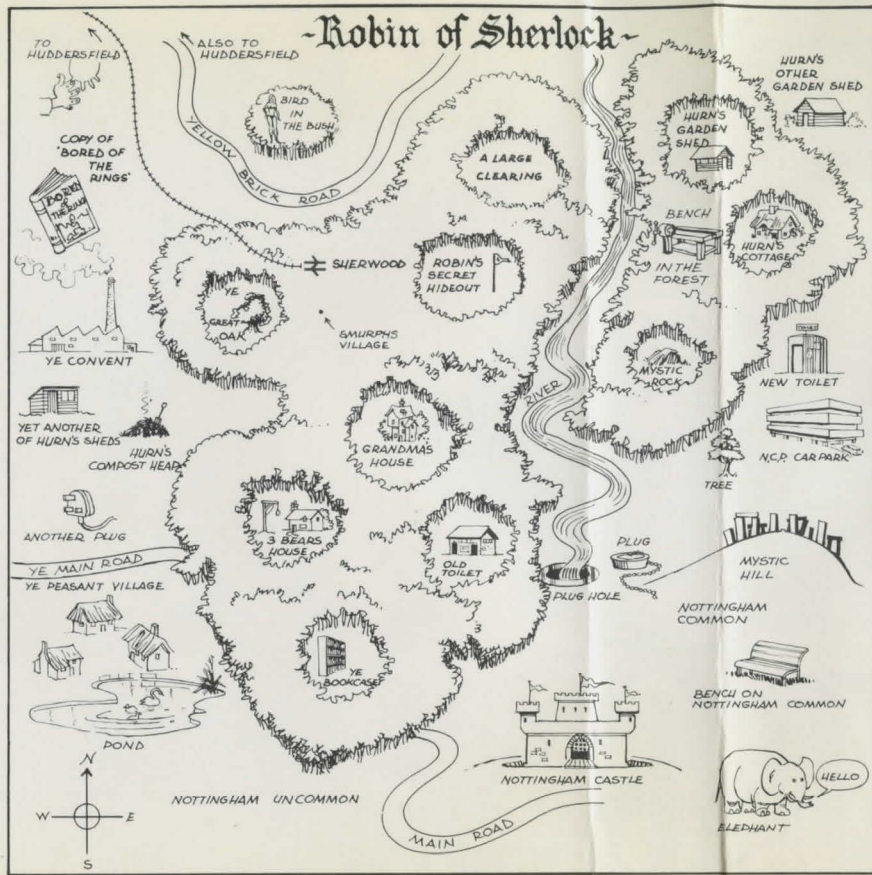 -Robin of Sherlock-
TO
HUDDERSFIELD
ALSO TO
HUDDERSFIELD
BIRD
IN
THE BUSH
YELLOW BRICK ROAD
A LARGE
CLEARING
HURN'S
OTHER
GARDEN SHED
HURN'S
GARDEN
SHED
COPY OF
'BORED OF
THE
RINGS'
BENCH
IN THE
FOREST
HURN'S
COTTAGE
SHERWOOD
ROBIN'S
SECRET
HIDEOUT
YE
GREAT
OAK
SMURPHS
VILLAGE
YE CONVENT
RIVER
MYSTIC
ROCK
NEW TOILET
YET ANOTHER
OF HURN'S SHEDS
HURN'S
COMPOST HEAP
GRANDMA'S
HOUSE
TREE
N.C.P. CARPARK
ANOTHER PLUG
3 BEARS
HOUSE
OLD
TOILET
PLUG
PLUG HOLE
MYSTIC
HILL
YE MAIN ROAD
YE PEASANT VILLAGE
NOTTINGHAM
COMMON
YE
BOOKCASE
BENCH ON
NOTTINGHAM COMMON
POND
NOTTINGHAM CASTLE
HELLO
ELEPHANT
NOTTINGHAM UNCOMMON
MAIN ROAD
N
W
E
S